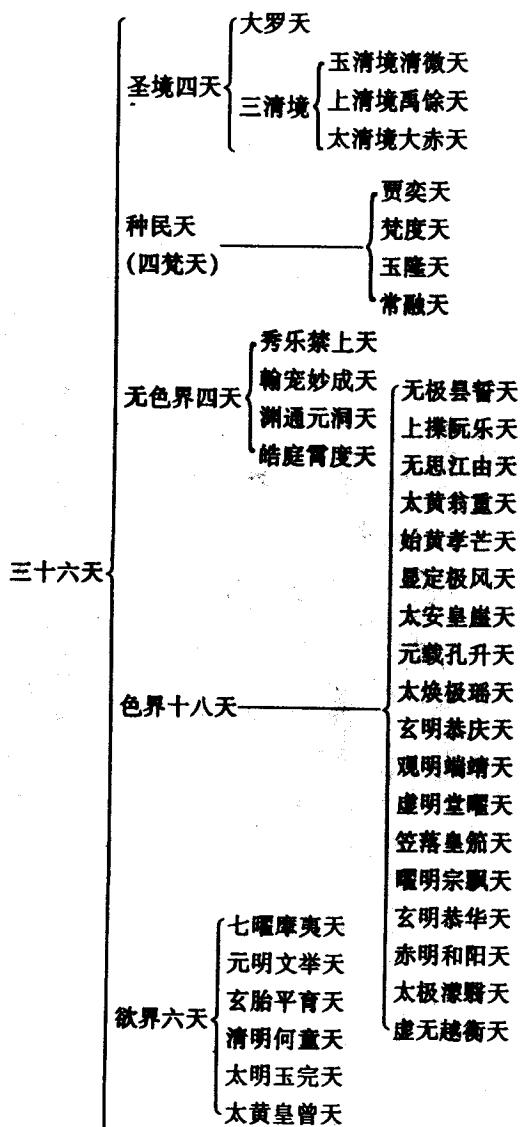 三十六天
圣境四天
大罗天
三清境
玉清境清微天
上清境禹馀天
太清境大赤天
种民天
(四梵天)
贾奕天
梵度天
玉隆天
常融天
无色界四天
秀乐禁上天
翰宠妙成天
渊通元洞天
皓庭霄度天
色界十八天
无极昙誓天
上揲阮乐天
无思江由天
太黄翁重天
始黄孝芒天
显定极风天
太安皇崖天
元载孔升天
太焕极瑶天
玄明恭庆天
观明端靖天
虚明堂曜天
竺落皇笳天
曜明宗飘天
玄明恭华天
赤明和阳天
太极濛翳天
虚无越衡天
欲界六天
七曜摩夷天
元明文举天
玄胎平育天
清明何童天
太明玉完天
太黄皇曾天